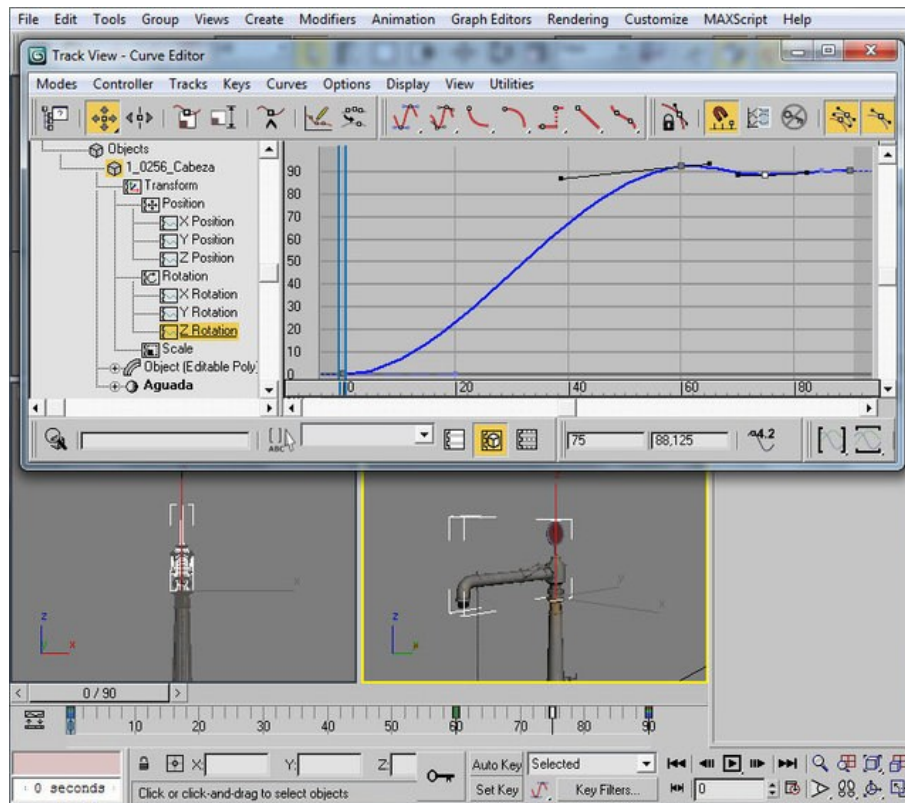 File Edit Tools Group Views Create Modifiers Animation Graph Editors Rendering Customize MAXScript Help
Track View - Curve Editor
Modes Controller Tracks Keys Curves Options Display View Utilities
Objects
1_0256_Cabeza
Transform
Position
X Position
Y Position
Z Position
Rotation
X Rotation
Y Rotation
Z Rotation
Scale
Object (Editable Poly)
Aguada
90
80
70
60
50
40
30
20
10
0
0 20 40 60 80
ABC 75 88,125 4.2
x y
z z x
x
0 / 90
0 10 20 30 40 50 60 70 80 90
X: Y: Z: Auto Key Selected
0 seconds Click or click-and-drag to select objects Set Key Key Filters... 0